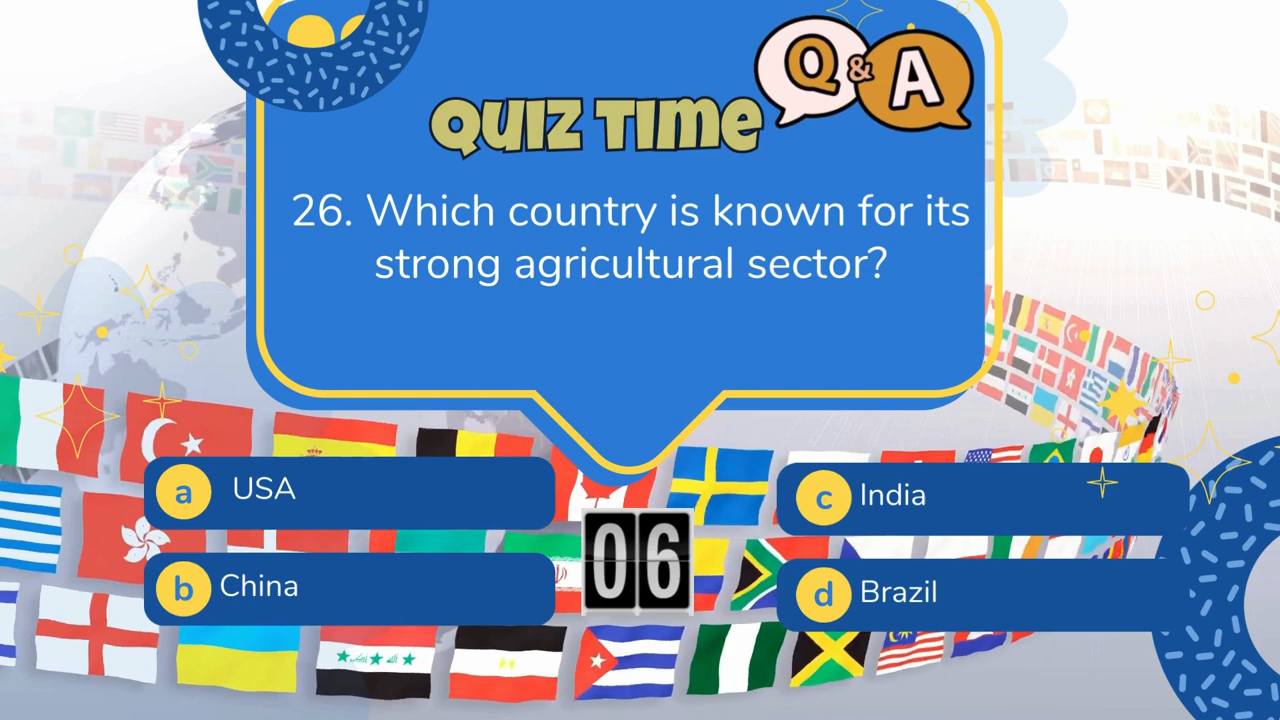 Q & A
QUIZ TIME
26. Which country is known for its
strong agricultural sector?
a USA
c India
06
b China
d Brazil